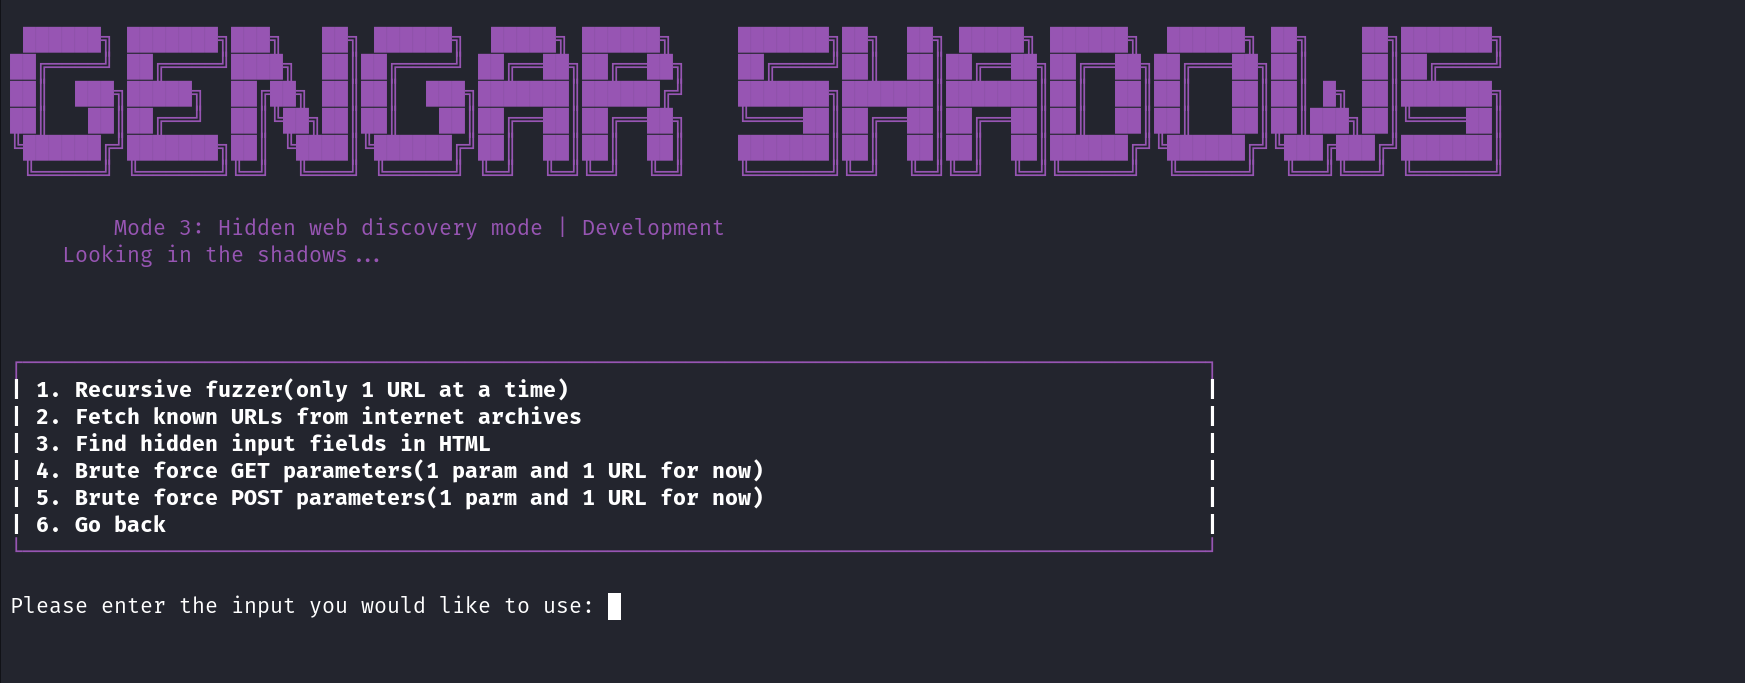 GENGAR SHADOWS
Mode 3: Hidden web discovery mode | Development
Looking in the shadows...
| 1. Recursive fuzzer(only 1 URL at a time) |
| 2. Fetch known URLs from internet archives |
| 3. Find hidden input fields in HTML |
| 4. Brute force GET parameters(1 param and 1 URL for now) |
| 5. Brute force POST parameters(1 parm and 1 URL for now) |
| 6. Go back |
Please enter the input you would like to use: